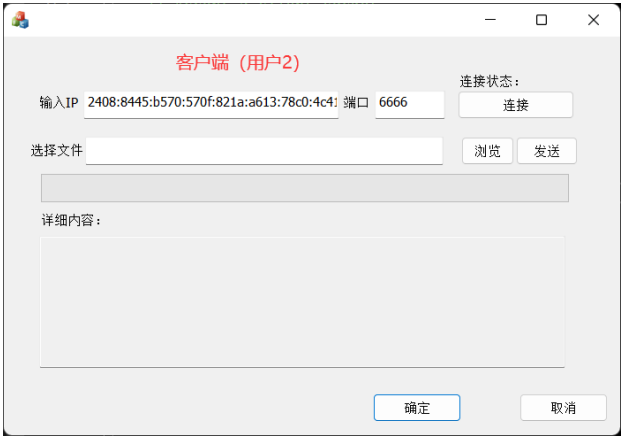 客户端（用户2）
连接状态：
输入IP 2408:8445:b570:570f:821a:a613:78c0:4c41 端口 6666 连接
选择文件 浏览 发送
详细内容：
确定 取消